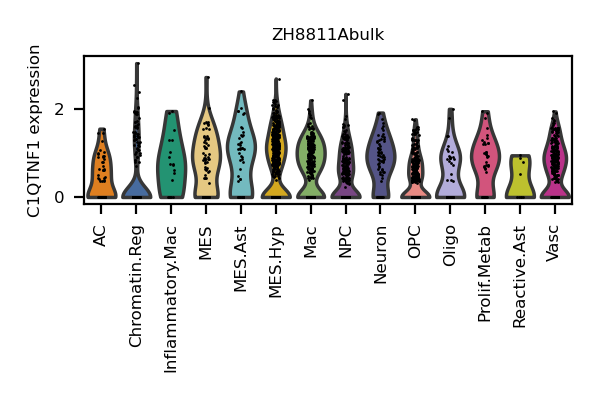 ZH8811Abulk
C1QTNF1 expression
2
0
AC
Chromatin.Reg
Inflammatory.Mac
MES
MES.Ast
MES.Hyp
Mac
NPC
Neuron
OPC
Oligo
Prolif.Metab
Reactive.Ast
Vasc